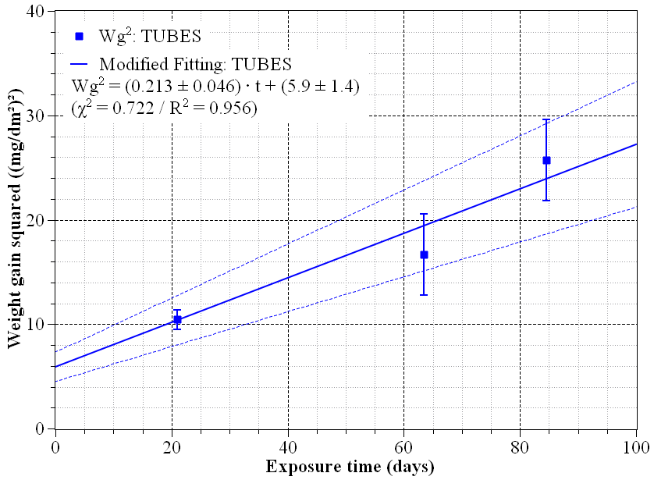 40
Wg²: TUBES
Modified Fitting: TUBES
Wg² = (0.213 ± 0.046) · t + (5.9 ± 1.4)
(χ² = 0.722 / R² = 0.956)
30
20
10
0
Weight gain squared ((mg/dm²)²)
0 20 40 60 80 100
Exposure time (days)